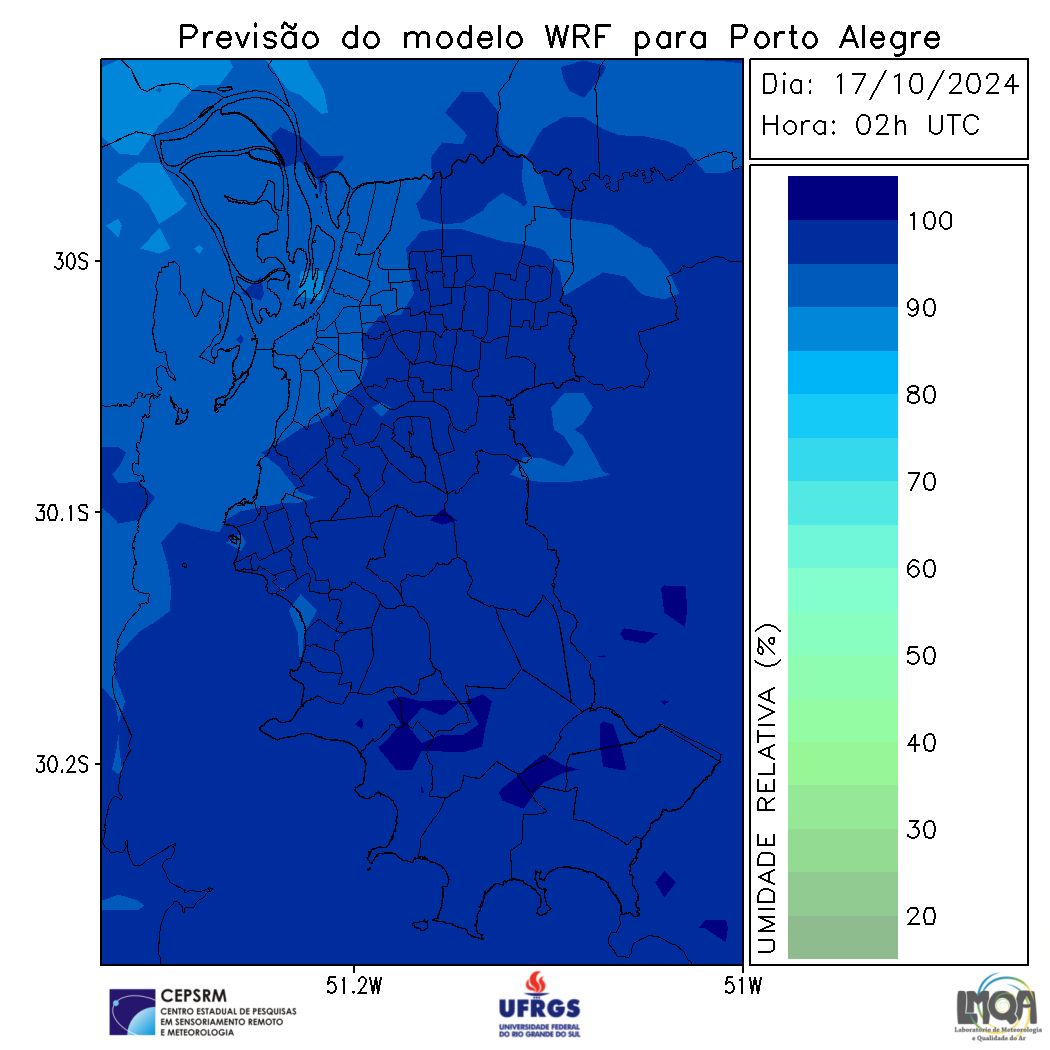 Previsão do modelo WRF para Porto Alegre
Dia: 17/10/2024
Hora: 02h UTC
30S
30.1S
30.2S
51.2W
51W
UMIDADE RELATIVA (%)
100
90
80
70
60
50
40
30
20
CEPSRM
CENTRO ESTADUAL DE PESQUISAS
EM SENSORIAMENTO REMOTO
E METEOROLOGIA
UFRGS
UNIVERSIDADE FEDERAL
DO RIO GRANDE DO SUL
LMQA
Laboratório de Meteorologia
e Qualidade do Ar